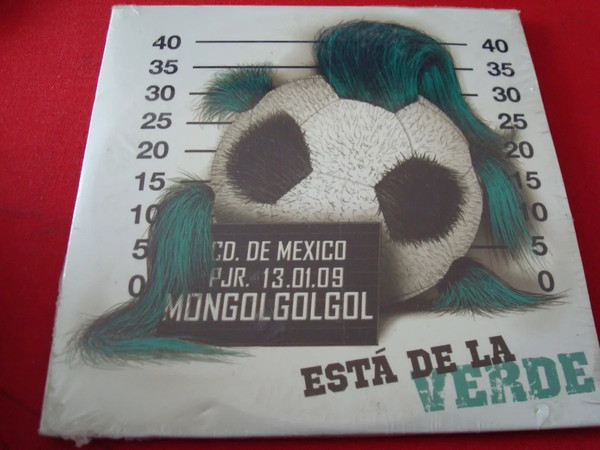 40 40
35 35
30 30
25 25
20 20
15 15
10 10
5 5
0 0
CD. DE MEXICO
PJR. 13.01.09
MONGOLGOLGOL
ESTÁ DE LA
VERDE